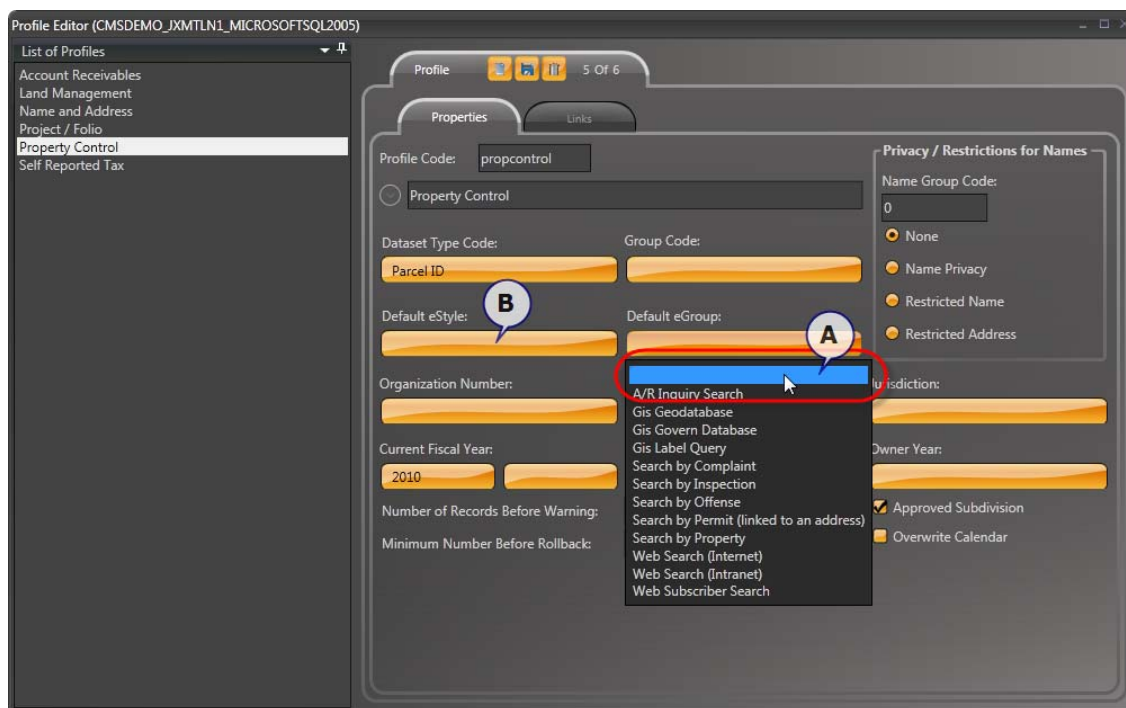 Profile Editor (CMSDEMO_JXMTLN1_MICROSOFTSQL2005)
List of Profiles
Account Receivables
Land Management
Name and Address
Project / Folio
Property Control
Self Reported Tax
Profile
5 Of 6
Properties
Links
Profile Code: propcontrol
Property Control
Privacy / Restrictions for Names
Name Group Code:
0
None
Name Privacy
Restricted Name
Restricted Address
Dataset Type Code:
Group Code:
Parcel ID
Default eStyle:
B
Default eGroup:
A
A/R Inquiry Search
Gis Geodatabase
Gis Govern Database
Gis Label Query
Search by Complaint
Search by Inspection
Search by Offense
Search by Permit (linked to an address)
Search by Property
Web Search (Internet)
Web Search (Intranet)
Web Subscriber Search
Organization Number:
Jurisdiction:
Current Fiscal Year:
Owner Year:
2010
Number of Records Before Warning:
Approved Subdivision
Minimum Number Before Rollback:
Overwrite Calendar